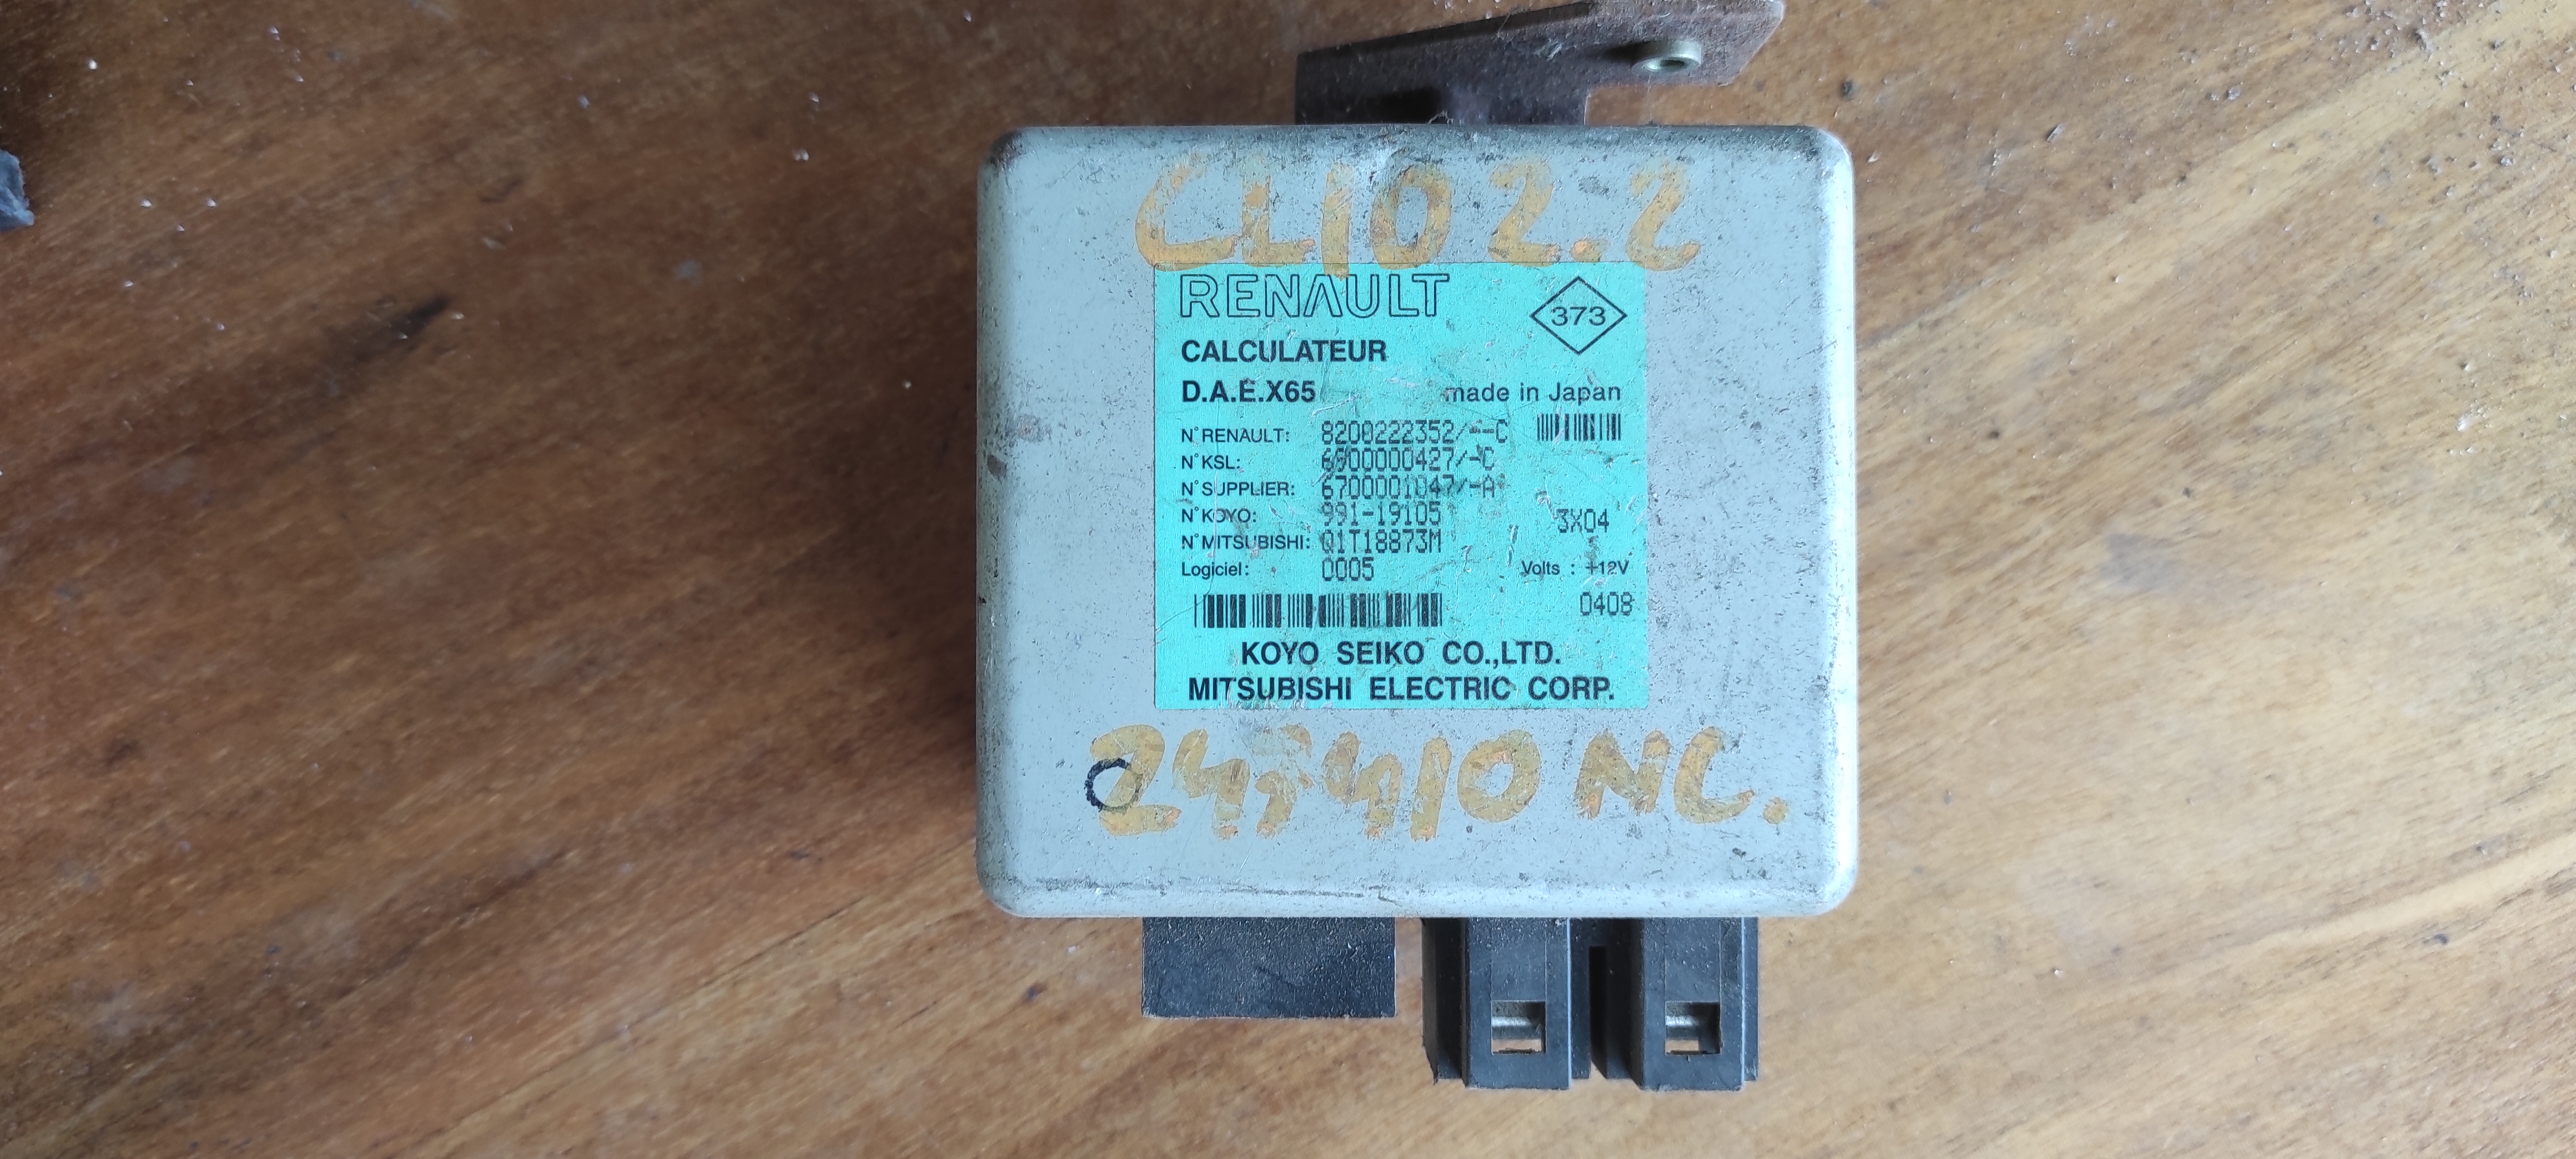 CLIO 2.2
RENAULT
373
CALCULATEUR
D.A.E.X65 made in Japan
N°RENAULT: 8200222352/--C
N°KSL: 6900000427/-C
N°SUPPLIER: 6700001047/-A
N°KOYO: 991-19105
3X04
N°MITSUBISHI: Q1T18873M
Logiciel: 0005 Volts : +12V
0408
KOYO SEIKO CO.,LTD.
MITSUBISHI ELECTRIC CORP.
NC.